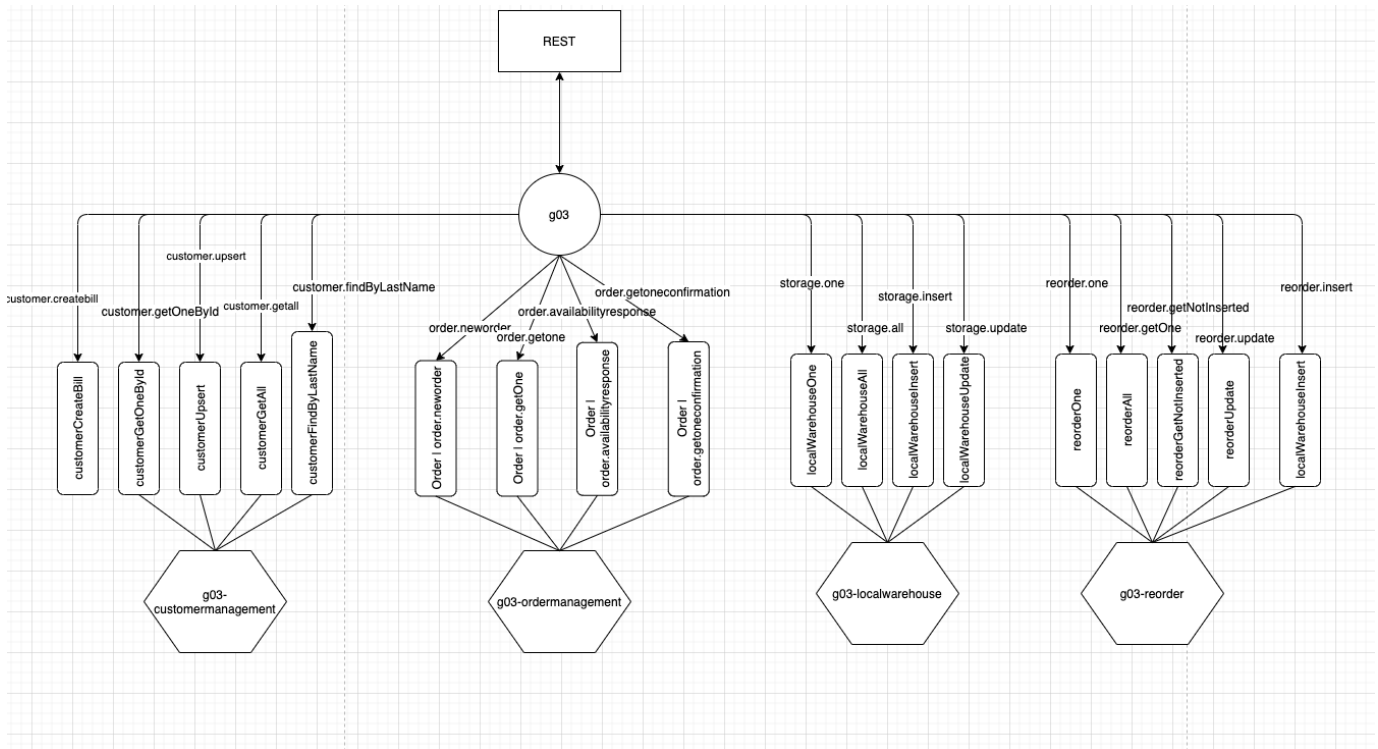 REST
g03
customer.upsert
customer.createbill
customer.getOneById
customer.getall
customer.findByLastName
order.neworder
order.getone
order.availabilityresponse
order.getoneconfirmation
storage.one
storage.all
storage.insert
storage.update
reorder.one
reorder.getOne
reorder.getNotInserted
reorder.update
reorder.insert
customerCreateBill
customerGetOneById
customerUpsert
customerGetAll
customerFindByLastName
Order | order.neworder
Order | order.getOne
Order |
order.availabilityresponse
Order |
order.getoneconfirmation
localWarehouseOne
localWarehouseAll
localWarehouseInsert
localWarehouseUpdate
reorderOne
reorderAll
reorderGetNotInserted
reorderUpdate
localWarehouseInsert
g03-
customermanagement
g03-ordermanagement
g03-localwarehouse
g03-reorder